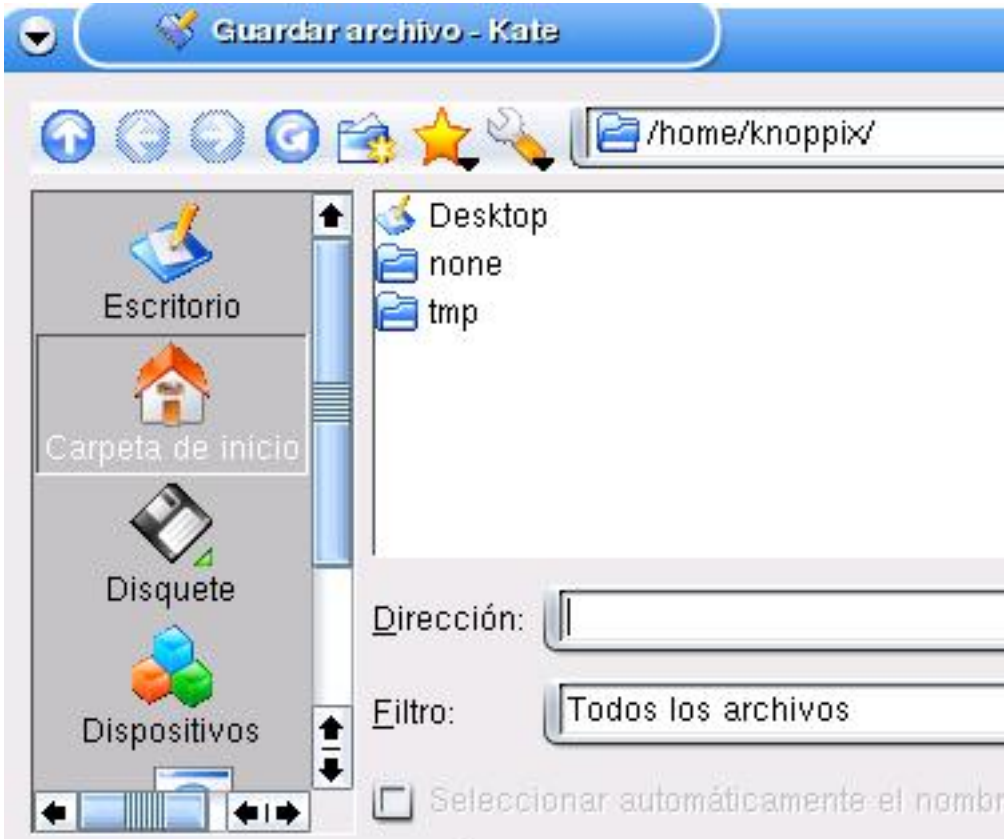 Guardar archivo - Kate
/home/knoppix/
Escritorio
Carpeta de inicio
Disquete
Dispositivos
Desktop
none
tmp
Dirección:
Filtro: Todos los archivos
Seleccionar automáticamente el nombr